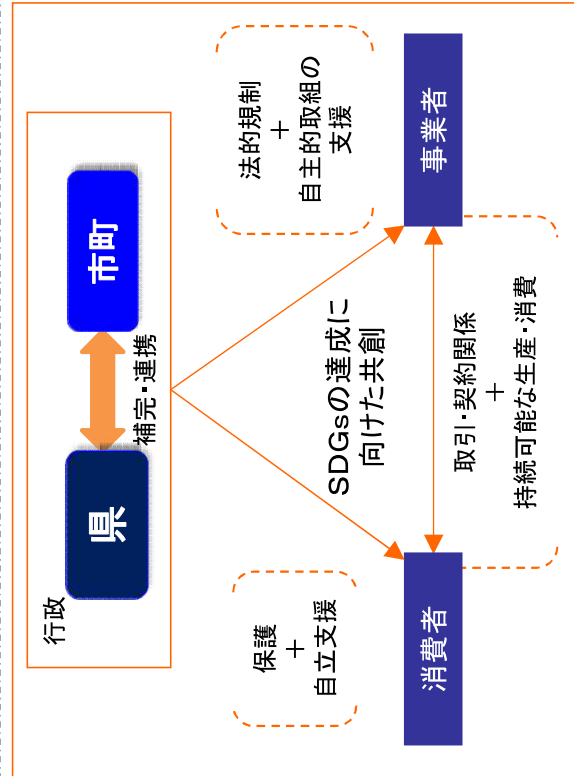 行政
県
補完・連携
市町
保護
＋
自立支援
SDGsの達成に
向けた共創
法的規制
＋
自主的取組の
支援
消費者
取引・契約関係
＋
持続可能な生産・消費
事業者